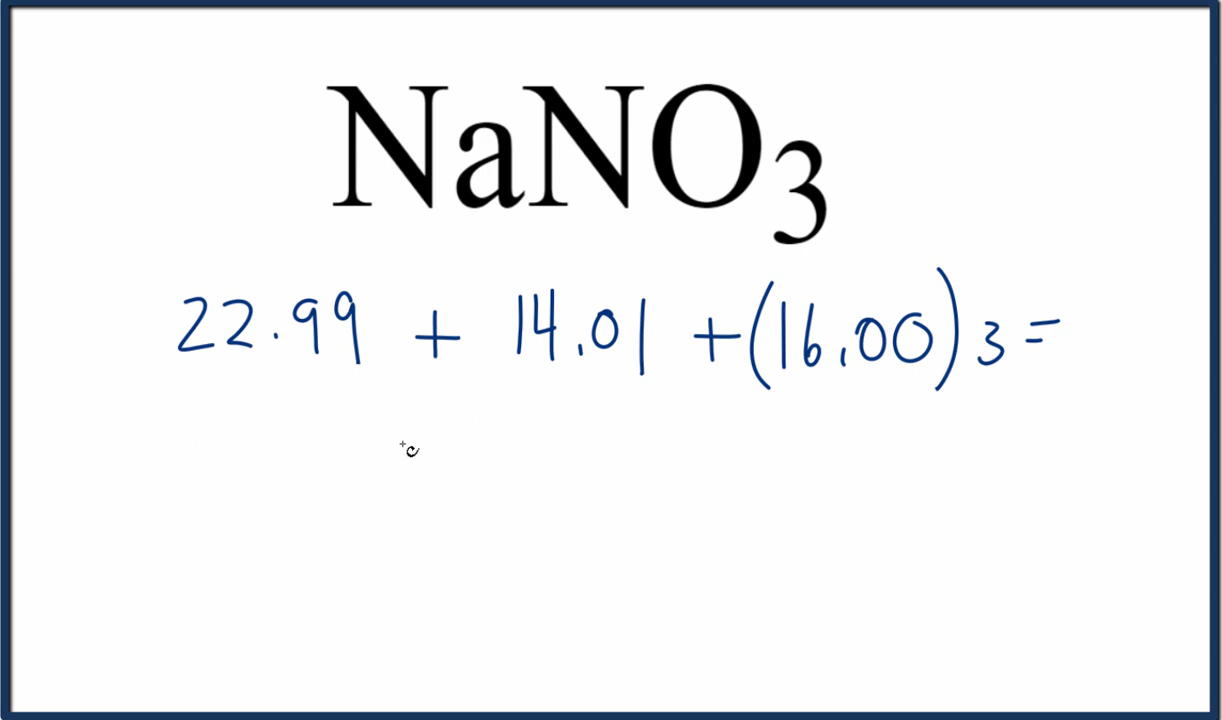 NaNO₃
22.99 + 14.01 + (16.00) 3 =